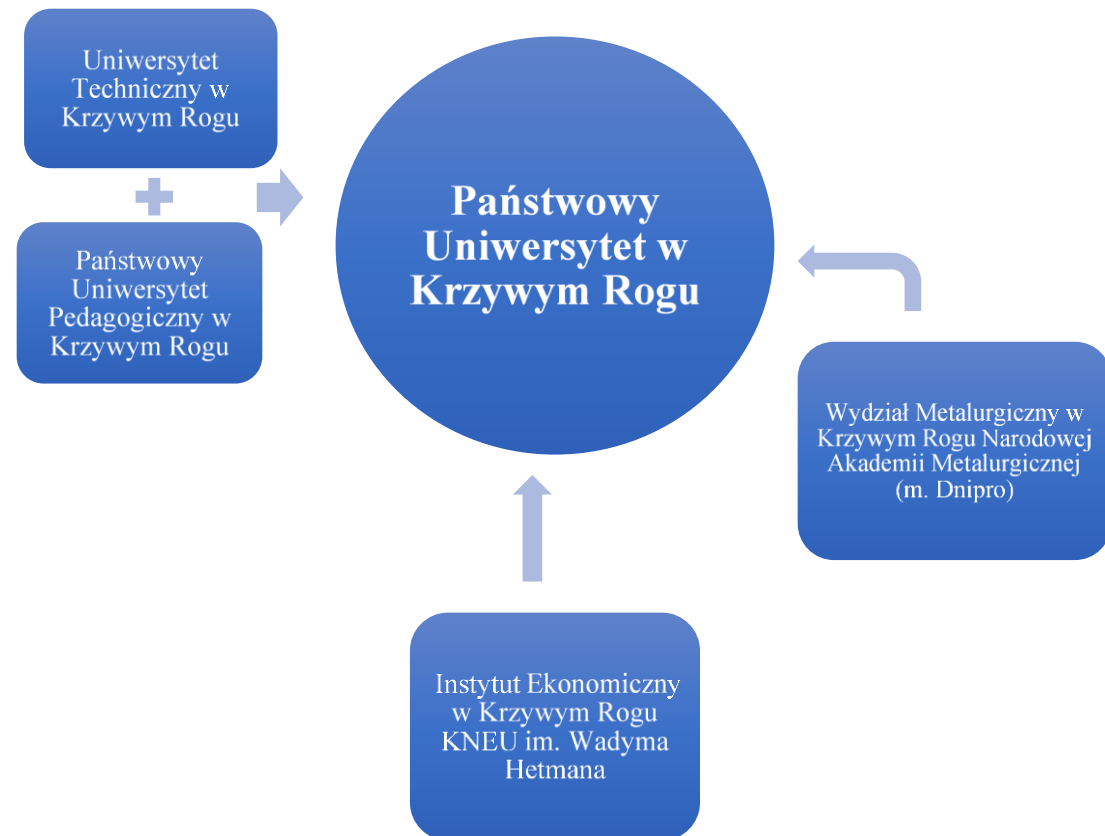 Uniwersytet
Techniczny w
Krzywym Rogu
Państwowy
Uniwersytet
Pedagogiczny w
Krzywym Rogu
Państwowy
Uniwersytet w
Krzywym Rogu
Wydział Metalurgiczny w
Krzywym Rogu Narodowej
Akademii Metalurgicznej
(m. Dnipro)
Instytut Ekonomiczny
w Krzywym Rogu
KNEU im. Wadyma
Hetmana